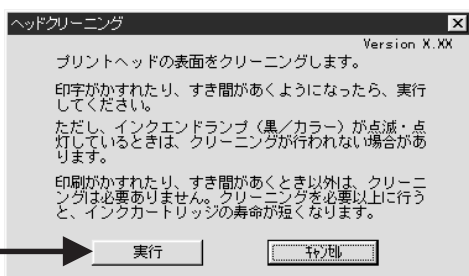 ヘッドクリーニング
Version X.XX
プリントヘッドの表面をクリーニングします。
印字がかすれたり、すき間があくようになったら、実行
してください。
ただし、インクエンドランプ（黒／カラー）が点滅・点
灯しているときは、クリーニングが行われない場合があ
ります。
印刷がかすれたり、すき間があくとき以外は、クリーニ
ングは必要ありません。クリーニングを必要以上に行う
と、インクカートリッジの寿命が短くなります。
実行
ｷｬﾝｾﾙ